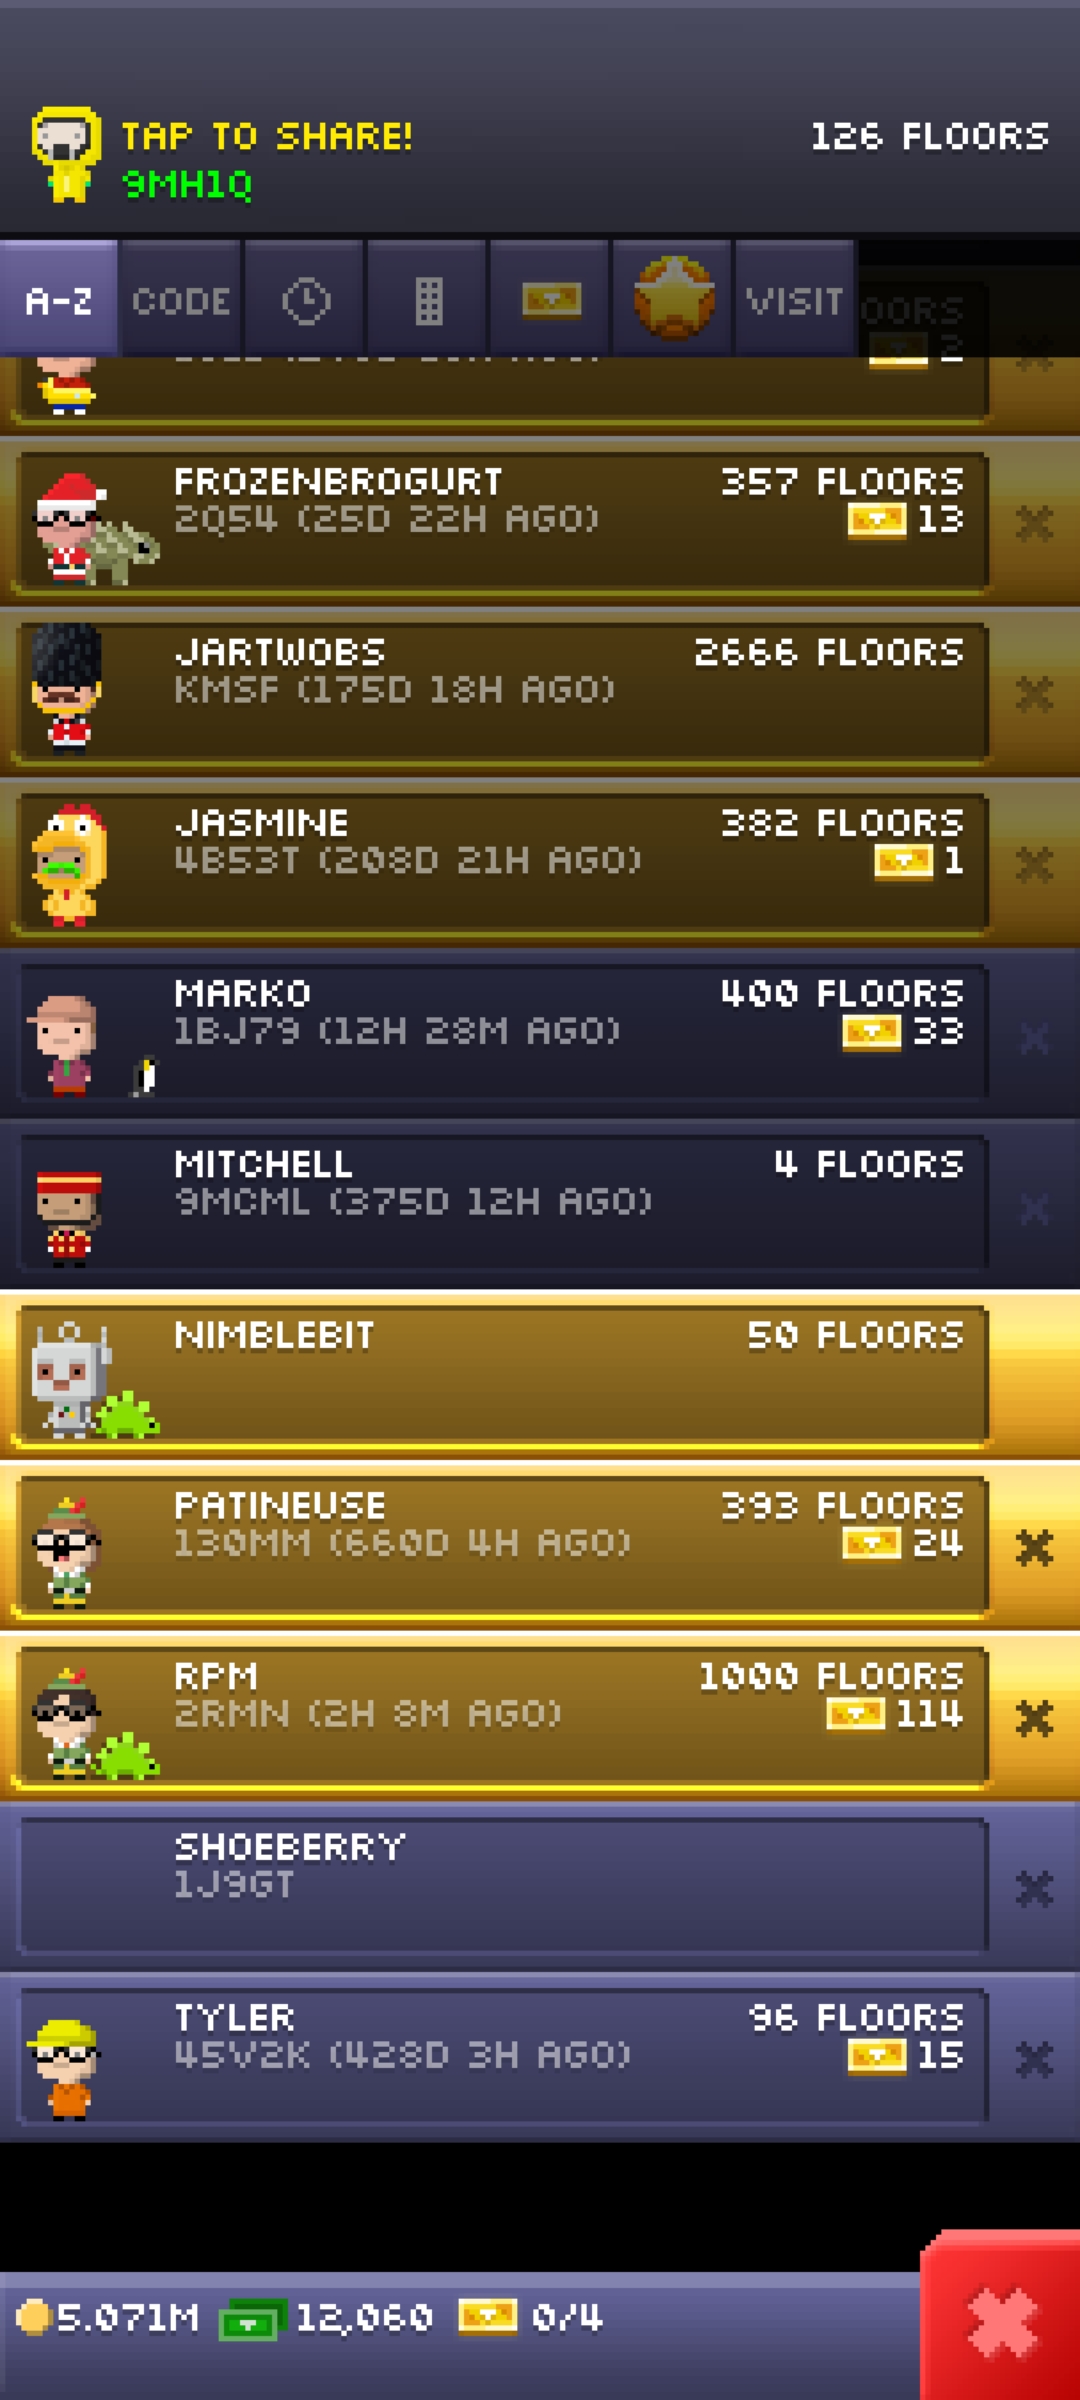 TAP TO SHARE! 126 FLOORS
9MH1Q
A-Z CODE VISIT
2
FROZENBROGURT 357 FLOORS
2Q54 (25D 22H AGO) 13
JARTWOBS 2666 FLOORS
KMSF (175D 18H AGO)
JASMINE 382 FLOORS
4B53T (208D 21H AGO) 1
MARKO 400 FLOORS
1BJ79 (12H 28M AGO) 33
MITCHELL 4 FLOORS
9MCML (375D 12H AGO)
NIMBLEBIT 50 FLOORS
PATINEUSE 393 FLOORS
130MM (660D 4H AGO) 24
RPM 1000 FLOORS
2RMN (2H 8M AGO) 114
SHOEBERRY
1J9GT
TYLER 96 FLOORS
45V2K (428D 3H AGO) 15
5.071M 12,060 0/4